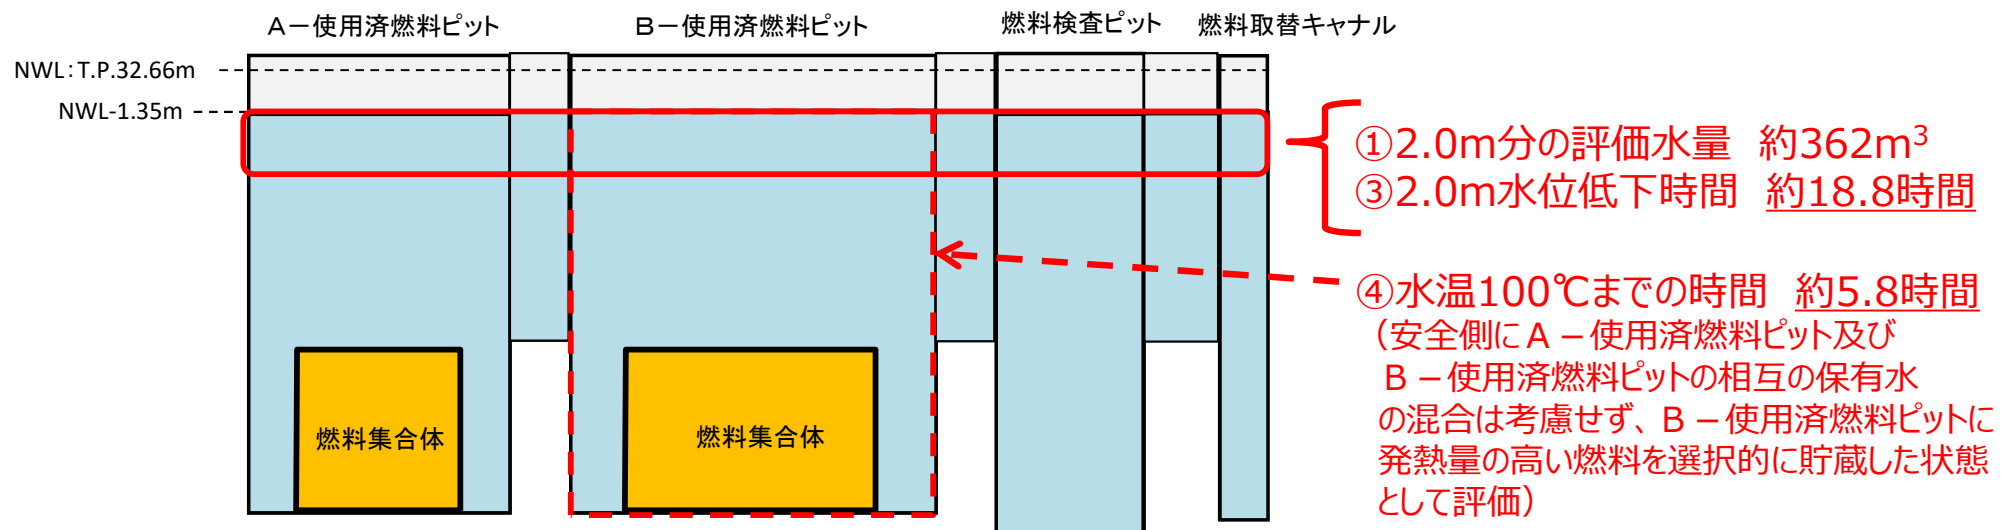 A－使用済燃料ピット
B－使用済燃料ピット
燃料検査ピット
燃料取替キャナル
NWL：T.P.32.66m
NWL-1.35m
①2.0m分の評価水量　約362m³
③2.0m水位低下時間　約18.8時間
④水温100℃までの時間　約5.8時間
（安全側にA－使用済燃料ピット及び
B－使用済燃料ピットの相互の保有水
の混合は考慮せず、B－使用済燃料ピットに
発熱量の高い燃料を選択的に貯蔵した状態
として評価）
燃料集合体
燃料集合体